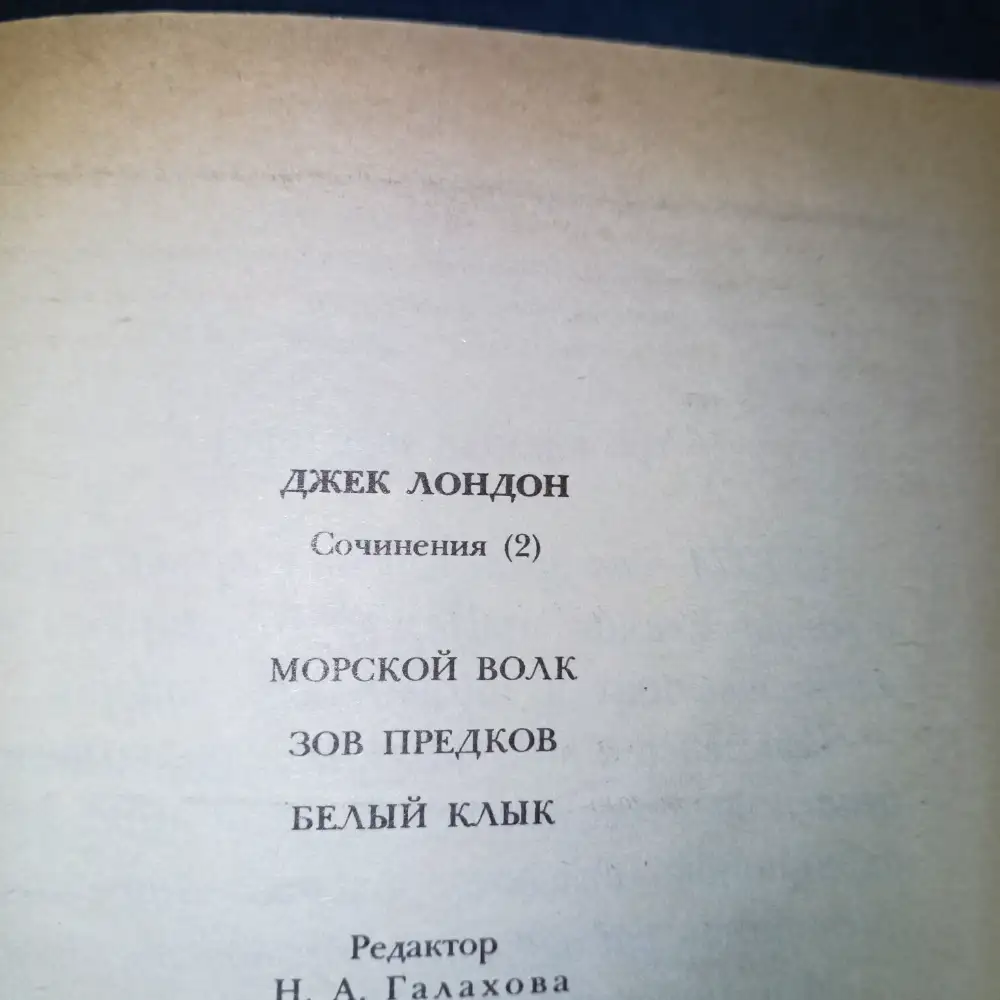 ДЖЕК ЛОНДОН
Сочинения (2)
МОРСКОЙ ВОЛК
ЗОВ ПРЕДКОВ
БЕЛЫЙ КЛЫК
Редактор
Н. А. Галахова